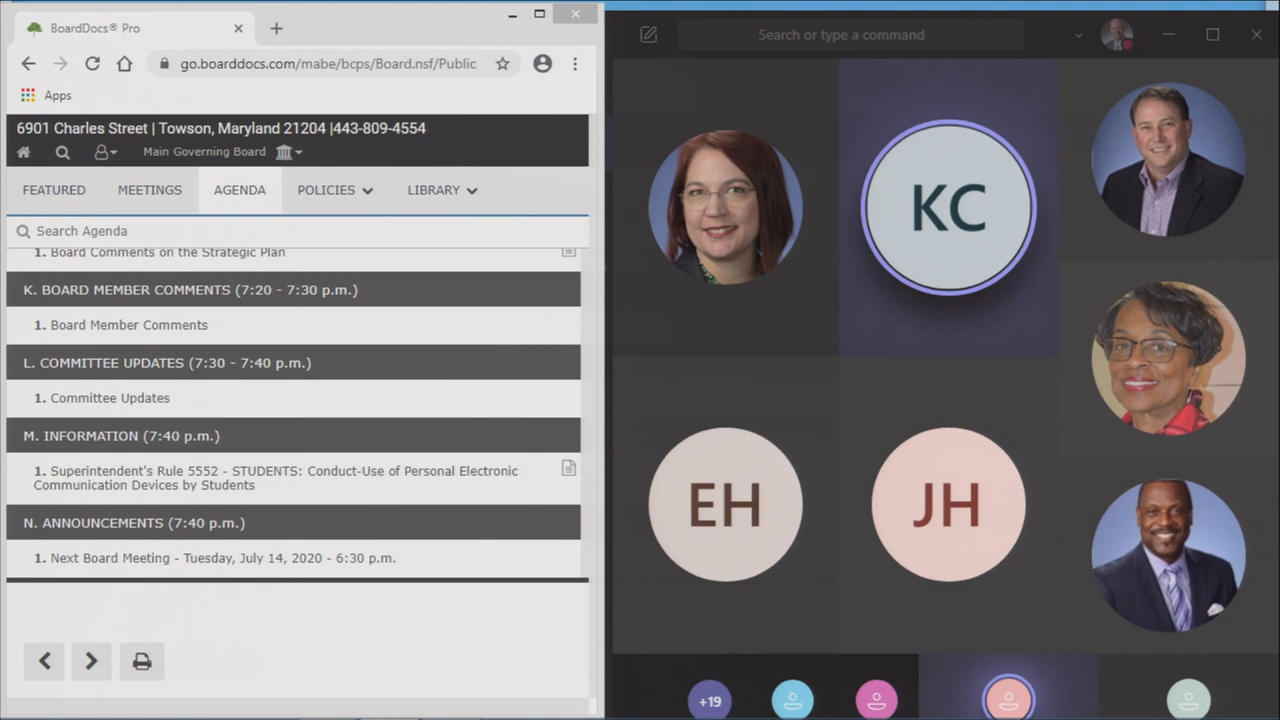 BoardDocs® Pro
go.boarddocs.com/mabe/bcps/Board.nsf/Public
Apps
6901 Charles Street | Towson, Maryland 21204 |443-809-4554
Main Governing Board
FEATURED MEETINGS AGENDA POLICIES LIBRARY
Search Agenda
1. Board Comments on the Strategic Plan
K. BOARD MEMBER COMMENTS (7:20 - 7:30 p.m.)
1. Board Member Comments
L. COMMITTEE UPDATES (7:30 - 7:40 p.m.)
1. Committee Updates
M. INFORMATION (7:40 p.m.)
1. Superintendent's Rule 5552 - STUDENTS: Conduct-Use of Personal Electronic
Communication Devices by Students
N. ANNOUNCEMENTS (7:40 p.m.)
1. Next Board Meeting - Tuesday, July 14, 2020 - 6:30 p.m.
Search or type a command
KC
EH
JH
+19